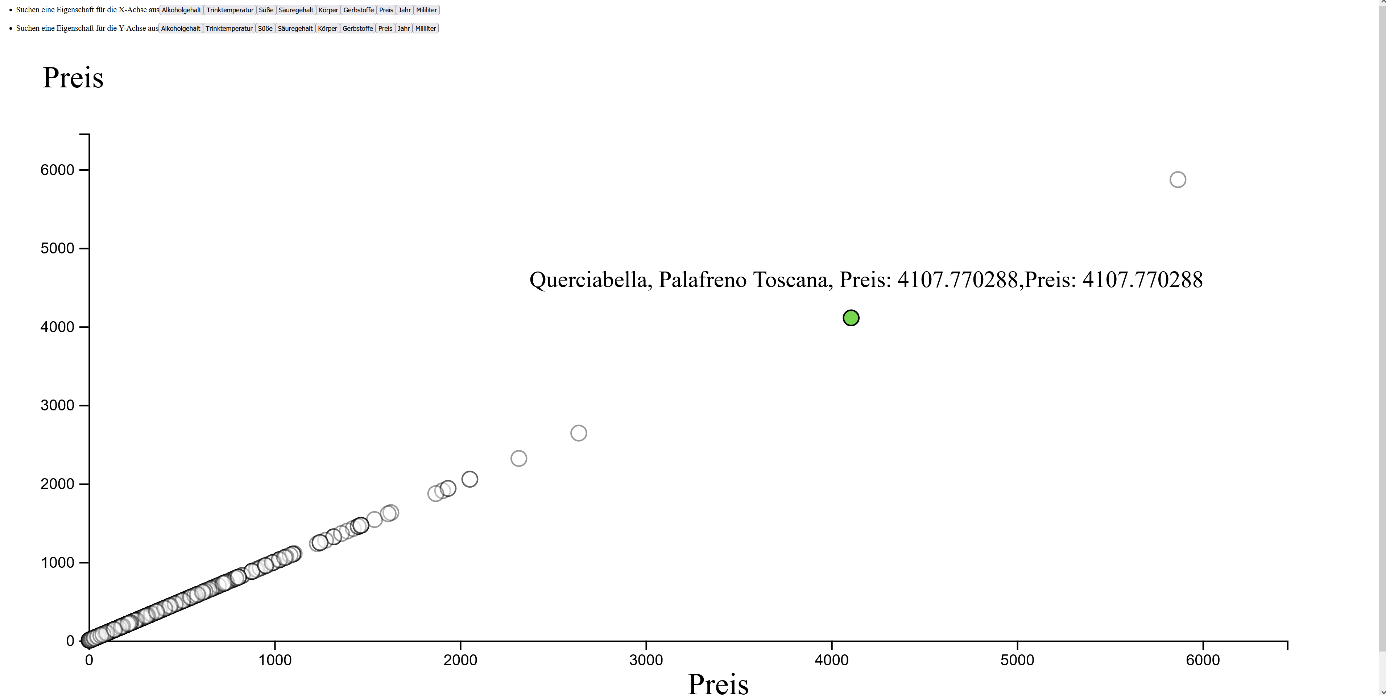 Suchen eine Eigenschaft für die X-Achse aus Alkoholgehalt Trinktemperatur Süße Säuregehalt Körper Gerbstoffe Preis Jahr Mililiter
Suchen eine Eigenschaft für die Y-Achse aus Alkoholgehalt Trinktemperatur Süße Säuregehalt Körper Gerbstoffe Preis Jahr Mililiter
Preis
6000
5000
Querciabella, Palafreno Toscana, Preis: 4107.770288,Preis: 4107.770288
4000
3000
2000
1000
0
0 1000 2000 3000 4000 5000 6000
Preis